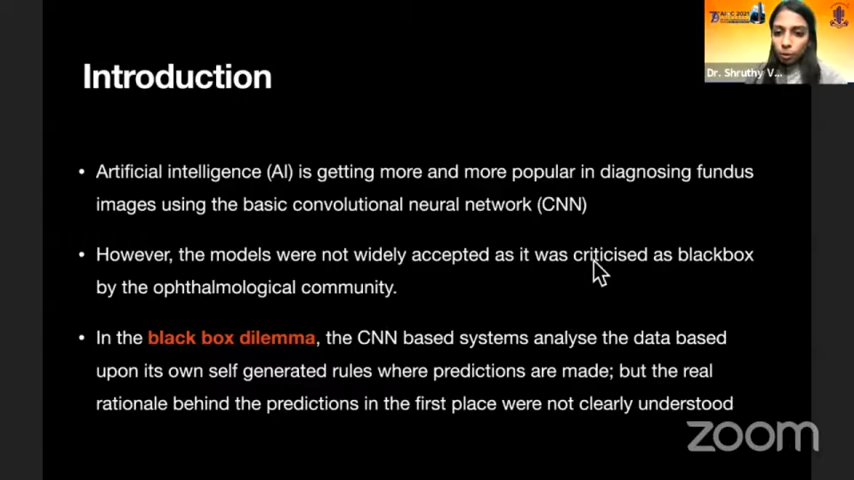 AIOC 2021
Dr. Shruthy V...
Introduction
• Artificial intelligence (AI) is getting more and more popular in diagnosing fundus
images using the basic convolutional neural network (CNN)
• However, the models were not widely accepted as it was criticised as blackbox
by the ophthalmological community.
• In the black box dilemma, the CNN based systems analyse the data based
upon its own self generated rules where predictions are made; but the real
rationale behind the predictions in the first place were not clearly understood
zoom